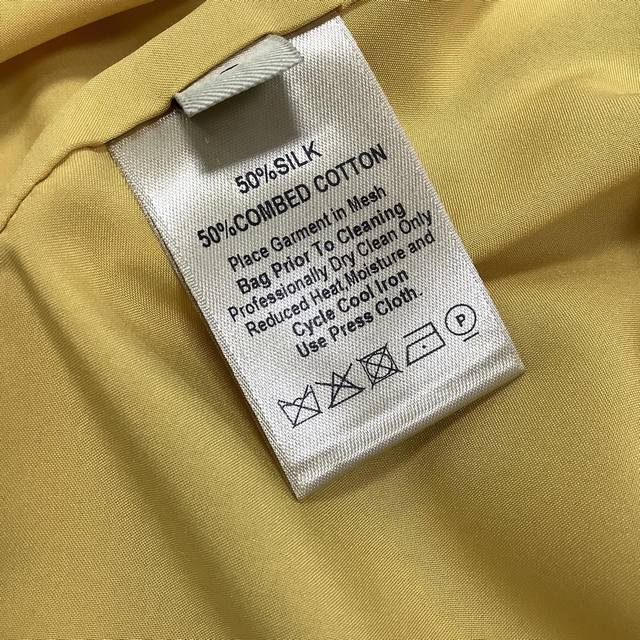 50%SILK
50%COMBED COTTON
Place Garment in Mesh
Bag Prior To Cleaning
Professionally Dry Clean Only
Reduced Heat,Moisture and
Cycle Cool Iron
Use Press Cloth.
P